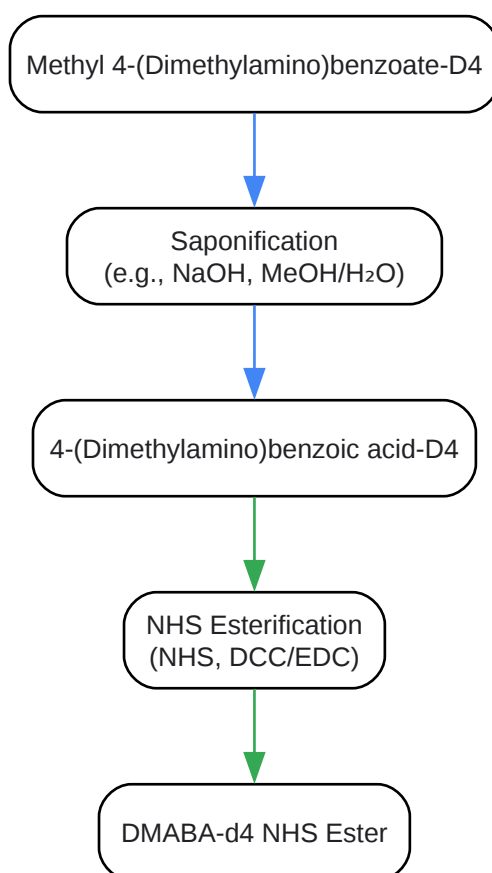 Methyl 4-(Dimethylamino)benzoate-D4
Saponification
(e.g., NaOH, MeOH/H₂O)
4-(Dimethylamino)benzoic acid-D4
NHS Esterification
(NHS, DCC/EDC)
DMABA-d4 NHS Ester